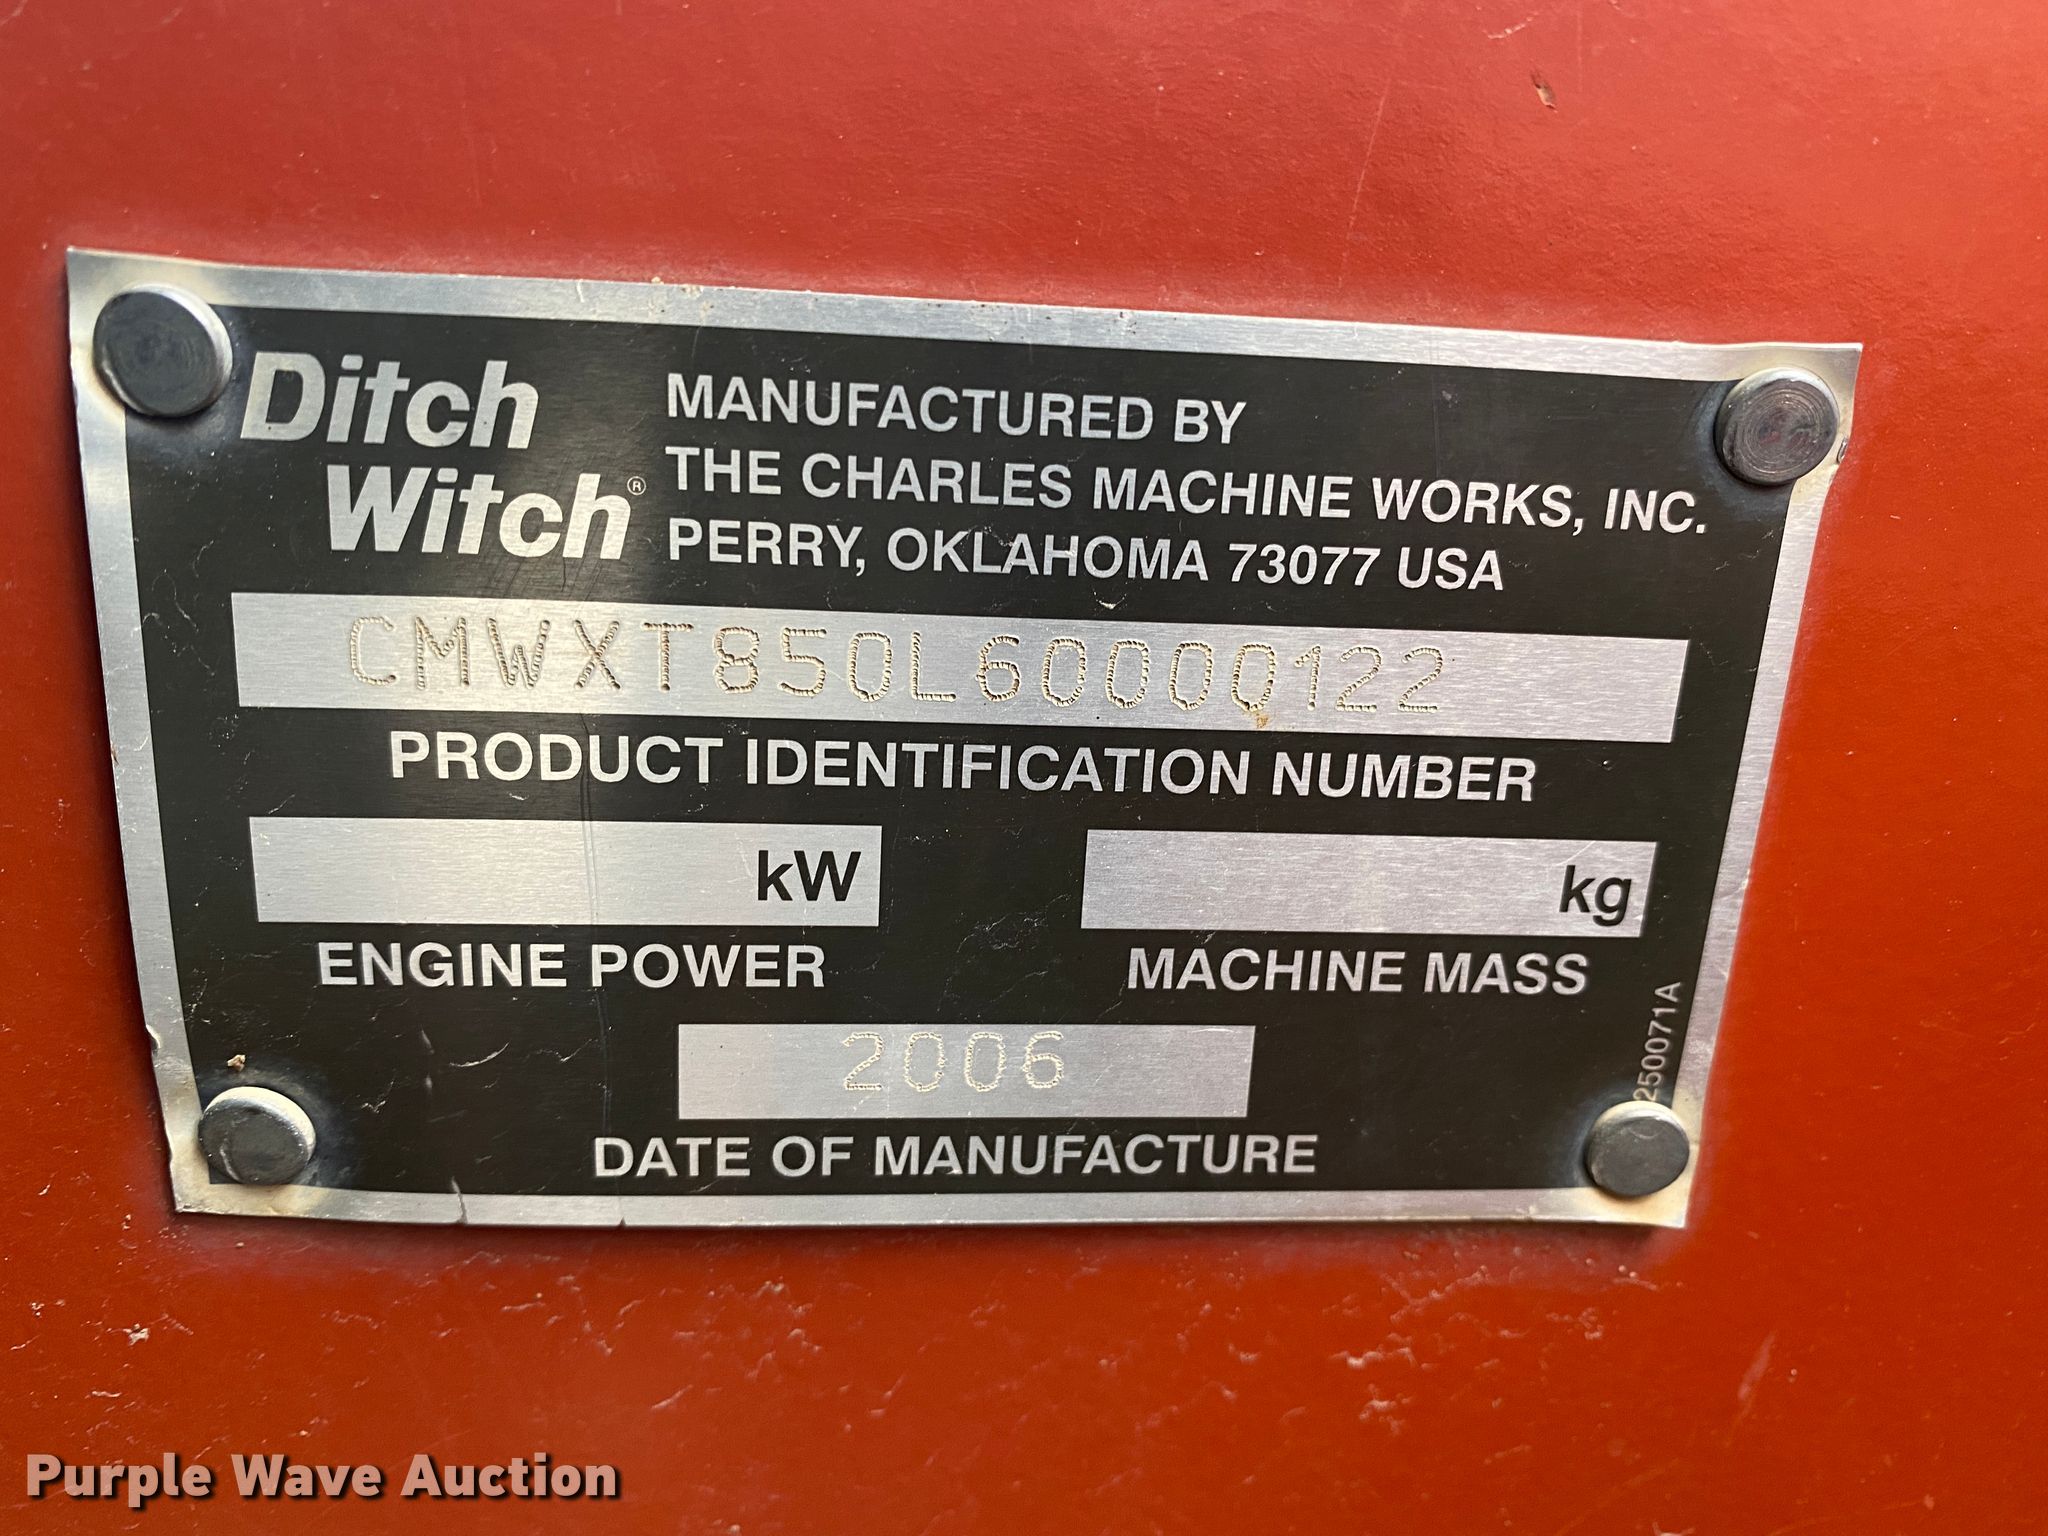 Ditch
Witch®
MANUFACTURED BY
THE CHARLES MACHINE WORKS, INC.
PERRY, OKLAHOMA 73077 USA
CMWXT850L60000122
PRODUCT IDENTIFICATION NUMBER
kW
ENGINE POWER
kg
MACHINE MASS
2006
DATE OF MANUFACTURE
250071A
Purple Wave Auction